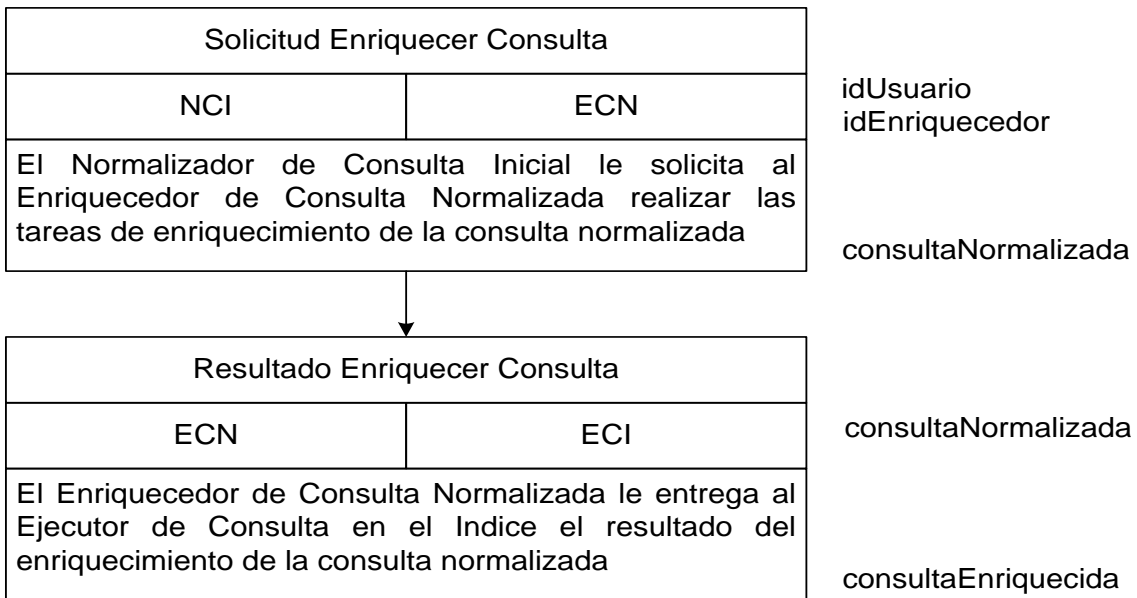 Solicitud Enriquecer Consulta
NCI ECN
idUsuario
idEnriquecedor
El Normalizador de Consulta Inicial le solicita al
Enriquecedor de Consulta Normalizada realizar las
tareas de enriquecimiento de la consulta normalizada
consultaNormalizada
Resultado Enriquecer Consulta
ECN ECI
consultaNormalizada
El Enriquecedor de Consulta Normalizada le entrega al
Ejecutor de Consulta en el Indice el resultado del
enriquecimiento de la consulta normalizada
consultaEnriquecida